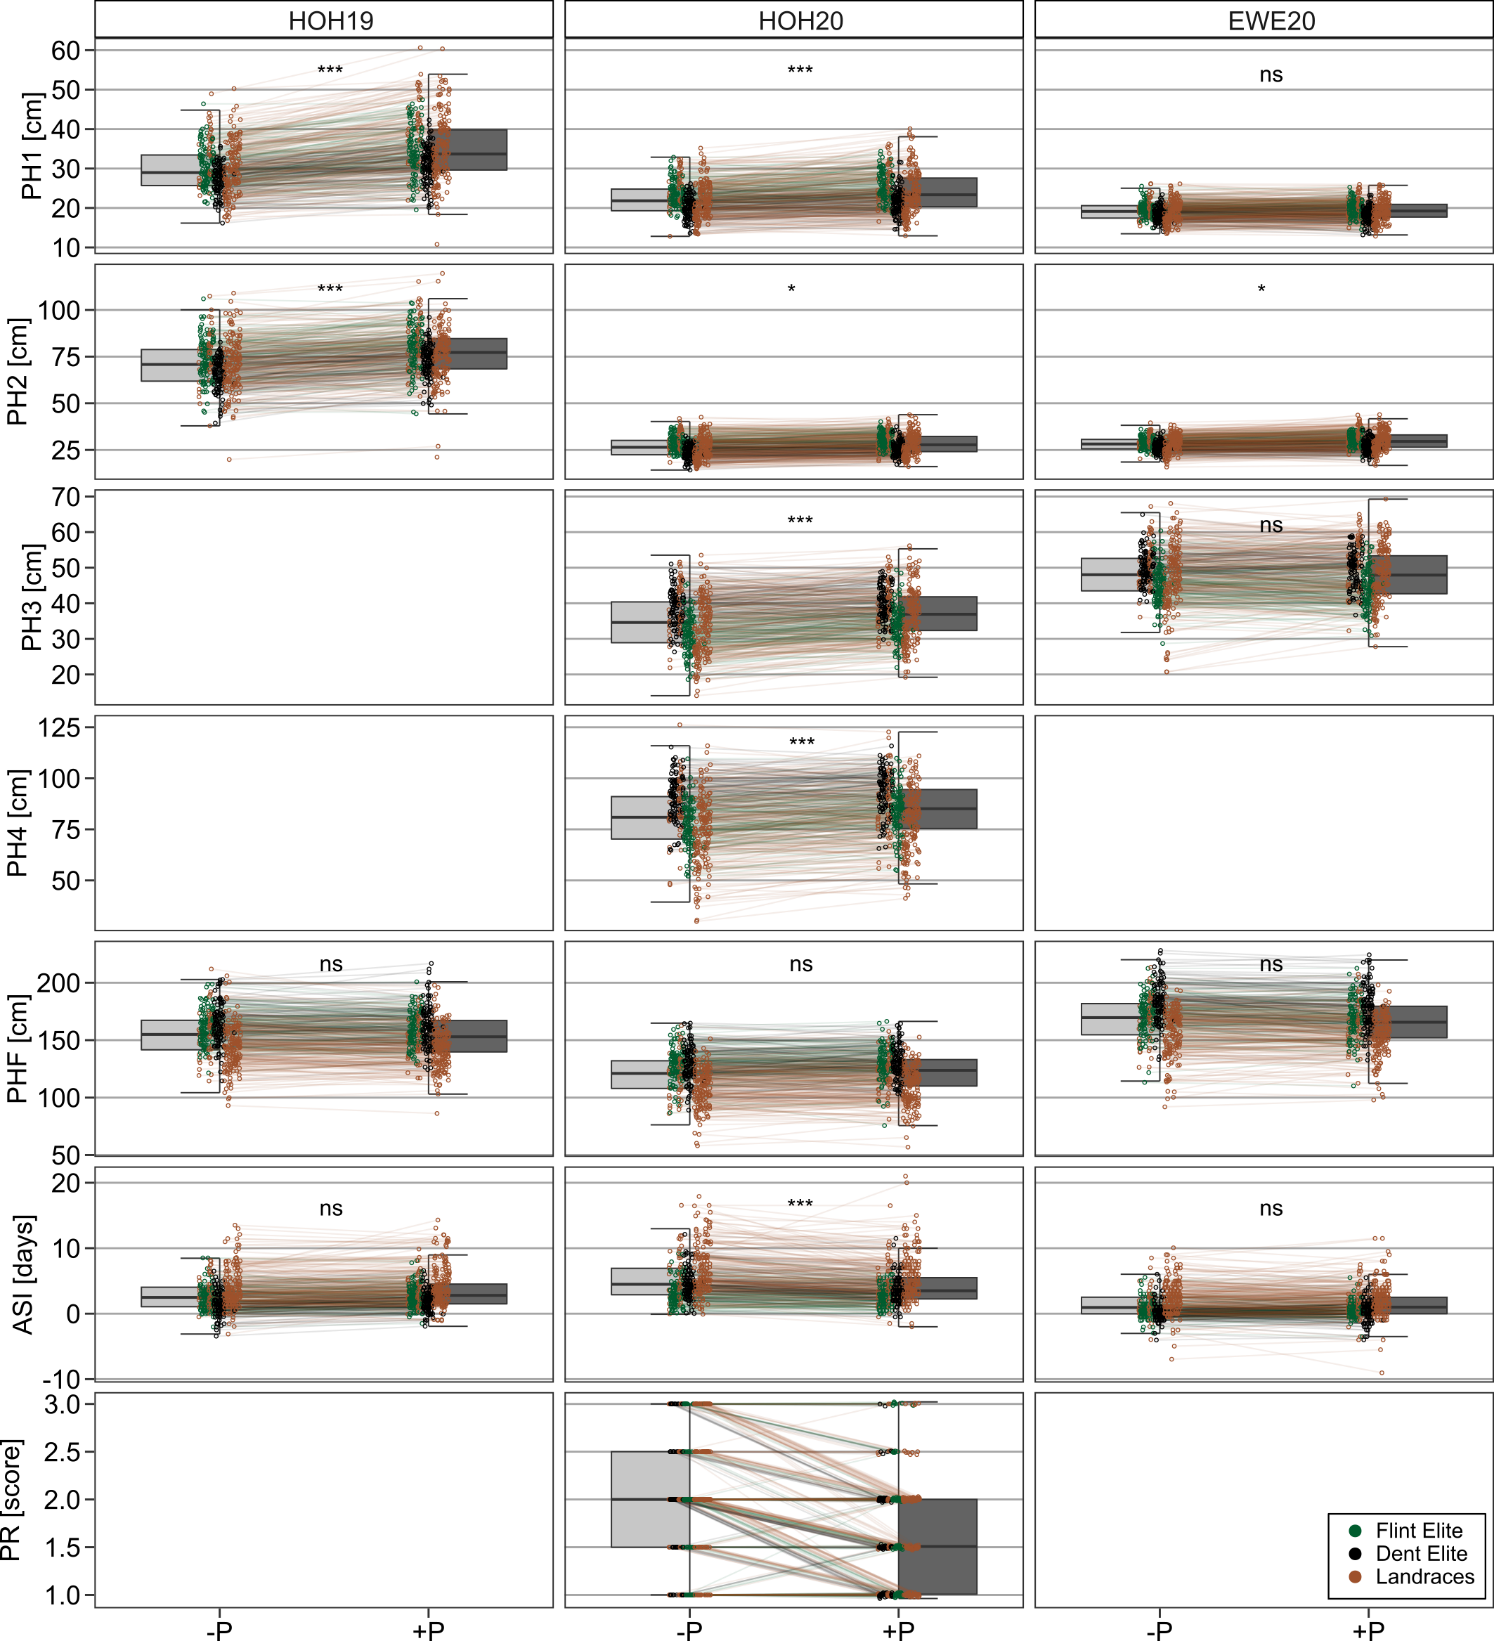 HOH19 HOH20 EWE20
PH1 [cm]
60
50
40
30
20
10
*** *** ns
PH2 [cm]
100
75
50
25
*** * *
PH3 [cm]
70
60
50
40
30
20
*** ns
PH4 [cm]
125
100
75
50
***
PHF [cm]
200
150
100
50
ns ns ns
ASI [days]
20
10
0
-10
ns *** ns
PR [score]
3.0
2.5
2.0
1.5
1.0
Flint Elite
Dent Elite
Landraces
-P +P -P +P -P +P